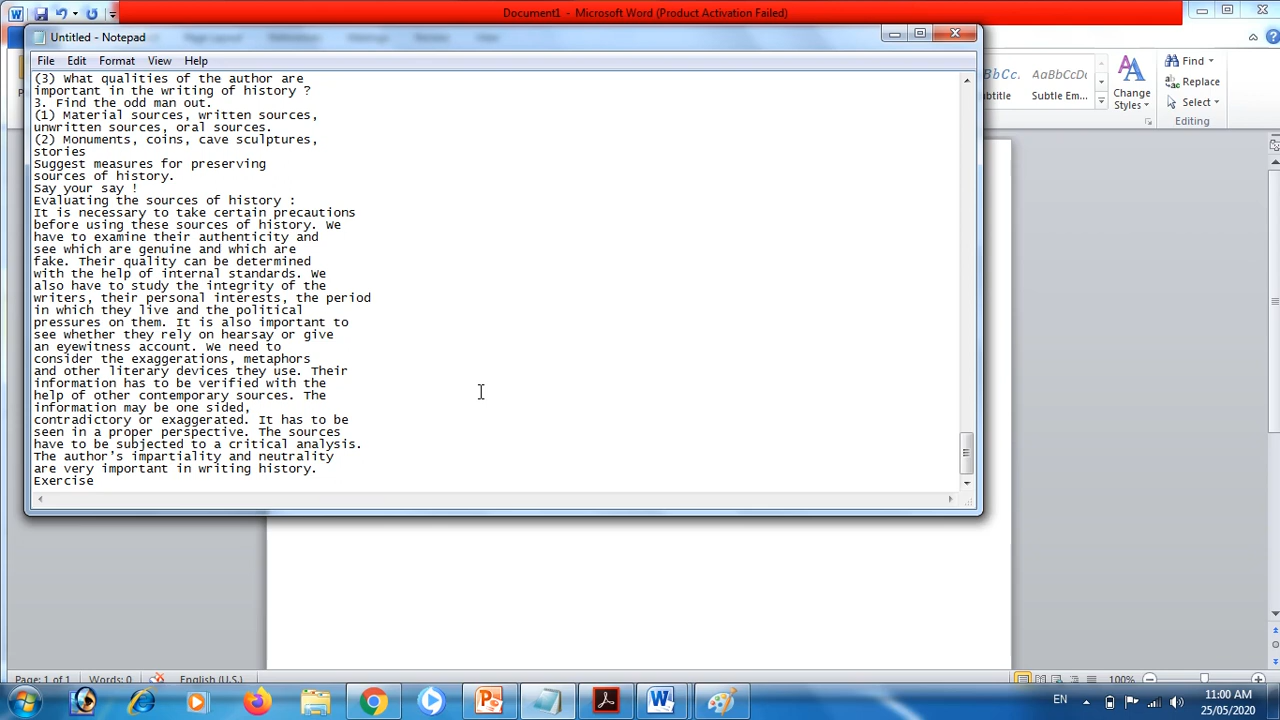 Document1 - Microsoft Word (Product Activation Failed)
Untitled - Notepad
File Edit Format View Help
(3) What qualities of the author are
important in the writing of history ?
3. Find the odd man out.
(1) Material sources, written sources,
unwritten sources, oral sources.
(2) Monuments, coins, cave sculptures,
stories
Suggest measures for preserving
sources of history.
Say your say !
Evaluating the sources of history :
It is necessary to take certain precautions
before using these sources of history. We
have to examine their authenticity and
see which are genuine and which are
fake. Their quality can be determined
with the help of internal standards. We
also have to study the integrity of the
writers, their personal interests, the period
in which they live and the political
pressures on them. It is also important to
see whether they rely on hearsay or give
an eyewitness account. We need to
consider the exaggerations, metaphors
and other literary devices they use. Their
information has to be verified with the
help of other contemporary sources. The
information may be one sided,
contradictory or exaggerated. It has to be
seen in a proper perspective. The sources
have to be subjected to a critical analysis.
The author's impartiality and neutrality
are very important in writing history.
Exercise
BbCc. AaBbCcDc
btitle Subtle Em...
Change
Styles
Find
Replace
Select
Editing
Page: 1 of 1 Words: 0 English (U.S.) 100%
EN
11:00 AM
25/05/2020